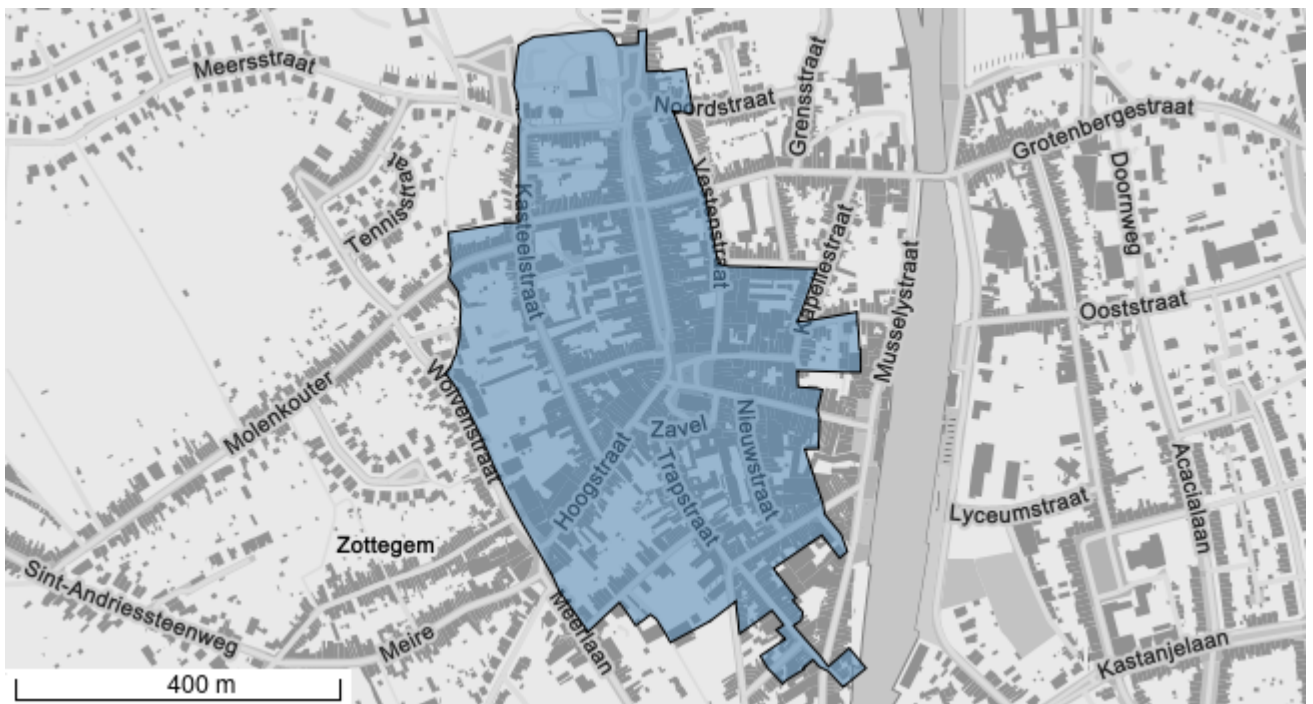 Meersstraat
Noordstraat
Grensstraat
Grotenbergestraat
Doornweg
Tennisstraat
Kasteelstraat
Vestenstraat
Kapellestraat
Musselystraat
Ooststraat
Molenkouter
Wolvenstraat
Zavel
Nieuwstraat
Hoogstraat
Trapstraat
Acacialaan
Lyceumstraat
Zottegem
Sint-Andriessteenweg
Meire
Meerlaan
Kastanjelaan
400 m